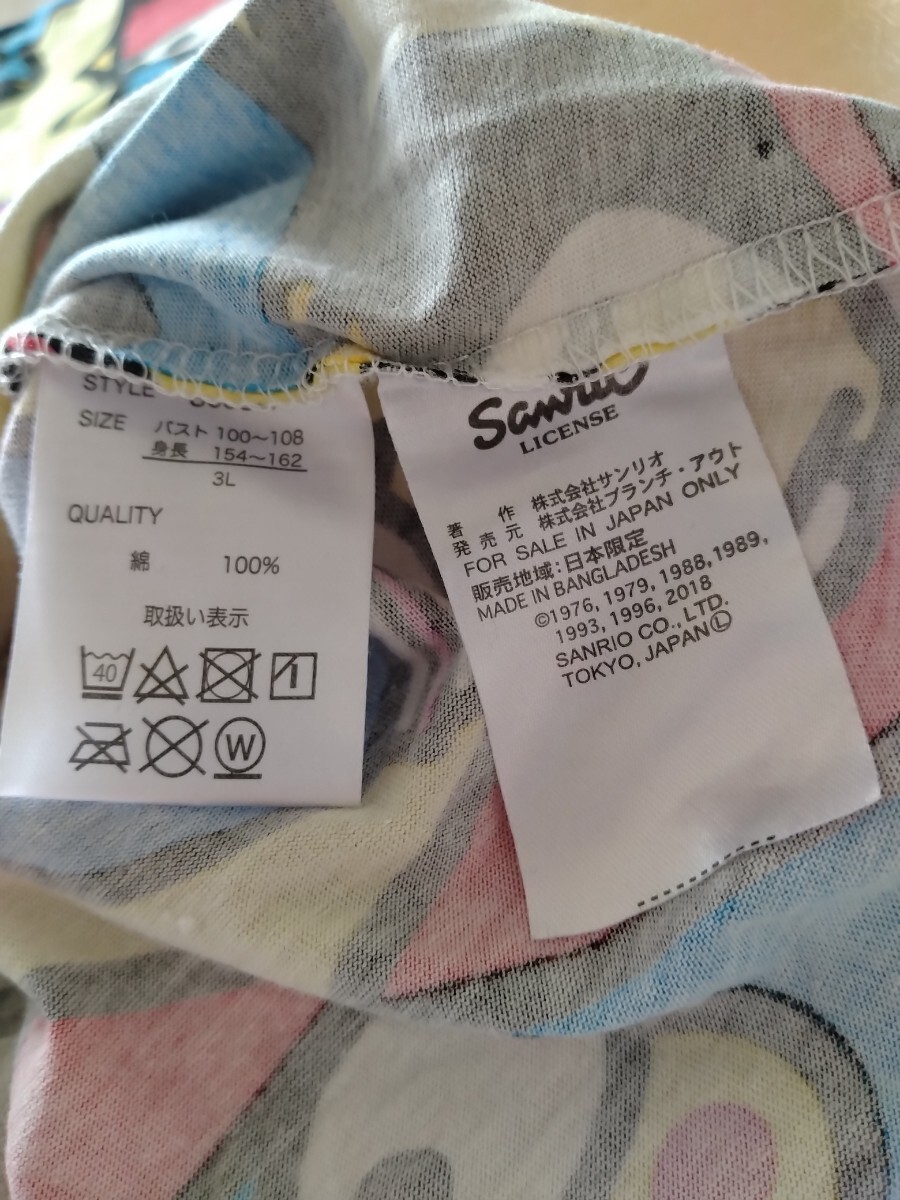 STYLE
SIZE バスト 100～108
身長 154～162
3L
QUALITY
綿 100%
取扱い表示
40
W
Sanrio
LICENSE
著 作 株式会社サンリオ
発売元 株式会社ブランチ・アウト
FOR SALE IN JAPAN ONLY
販売地域：日本限定
MADE IN BANGLADESH
©1976, 1979, 1988, 1989,
1993, 1996, 2018
SANRIO CO., LTD.
TOKYO, JAPAN Ⓛ